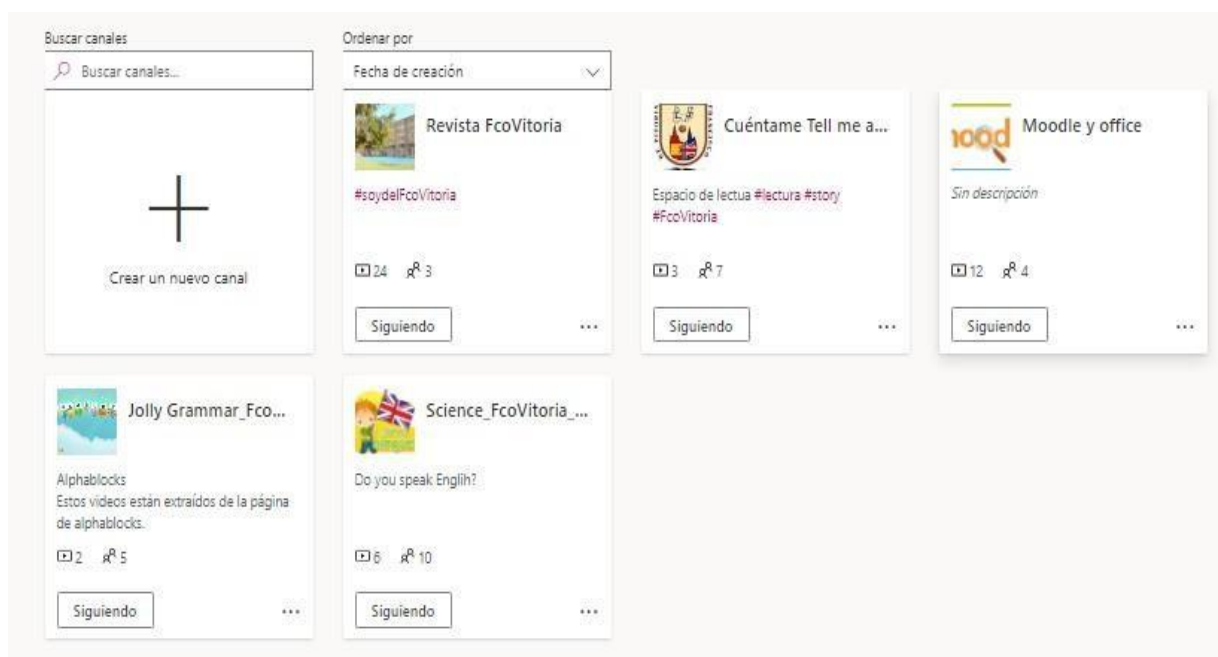 Buscar canales
Ordenar por
Buscar canales...
Fecha de creación
Crear un nuevo canal
Revista FcoVitoria
#soydelFcoVitoria
24 3
Siguiendo
Cuéntame Tell me a...
Espacio de lectua #lectura #story
#FcoVitoria
3 7
Siguiendo
Moodle y office
Sin descripción
12 4
Siguiendo
Jolly Grammar_Fco...
Alphablocks
Estos videos están extraídos de la página
de alphablocks.
2 5
Siguiendo
Science_FcoVitoria_...
Do you speak Englih?
6 10
Siguiendo